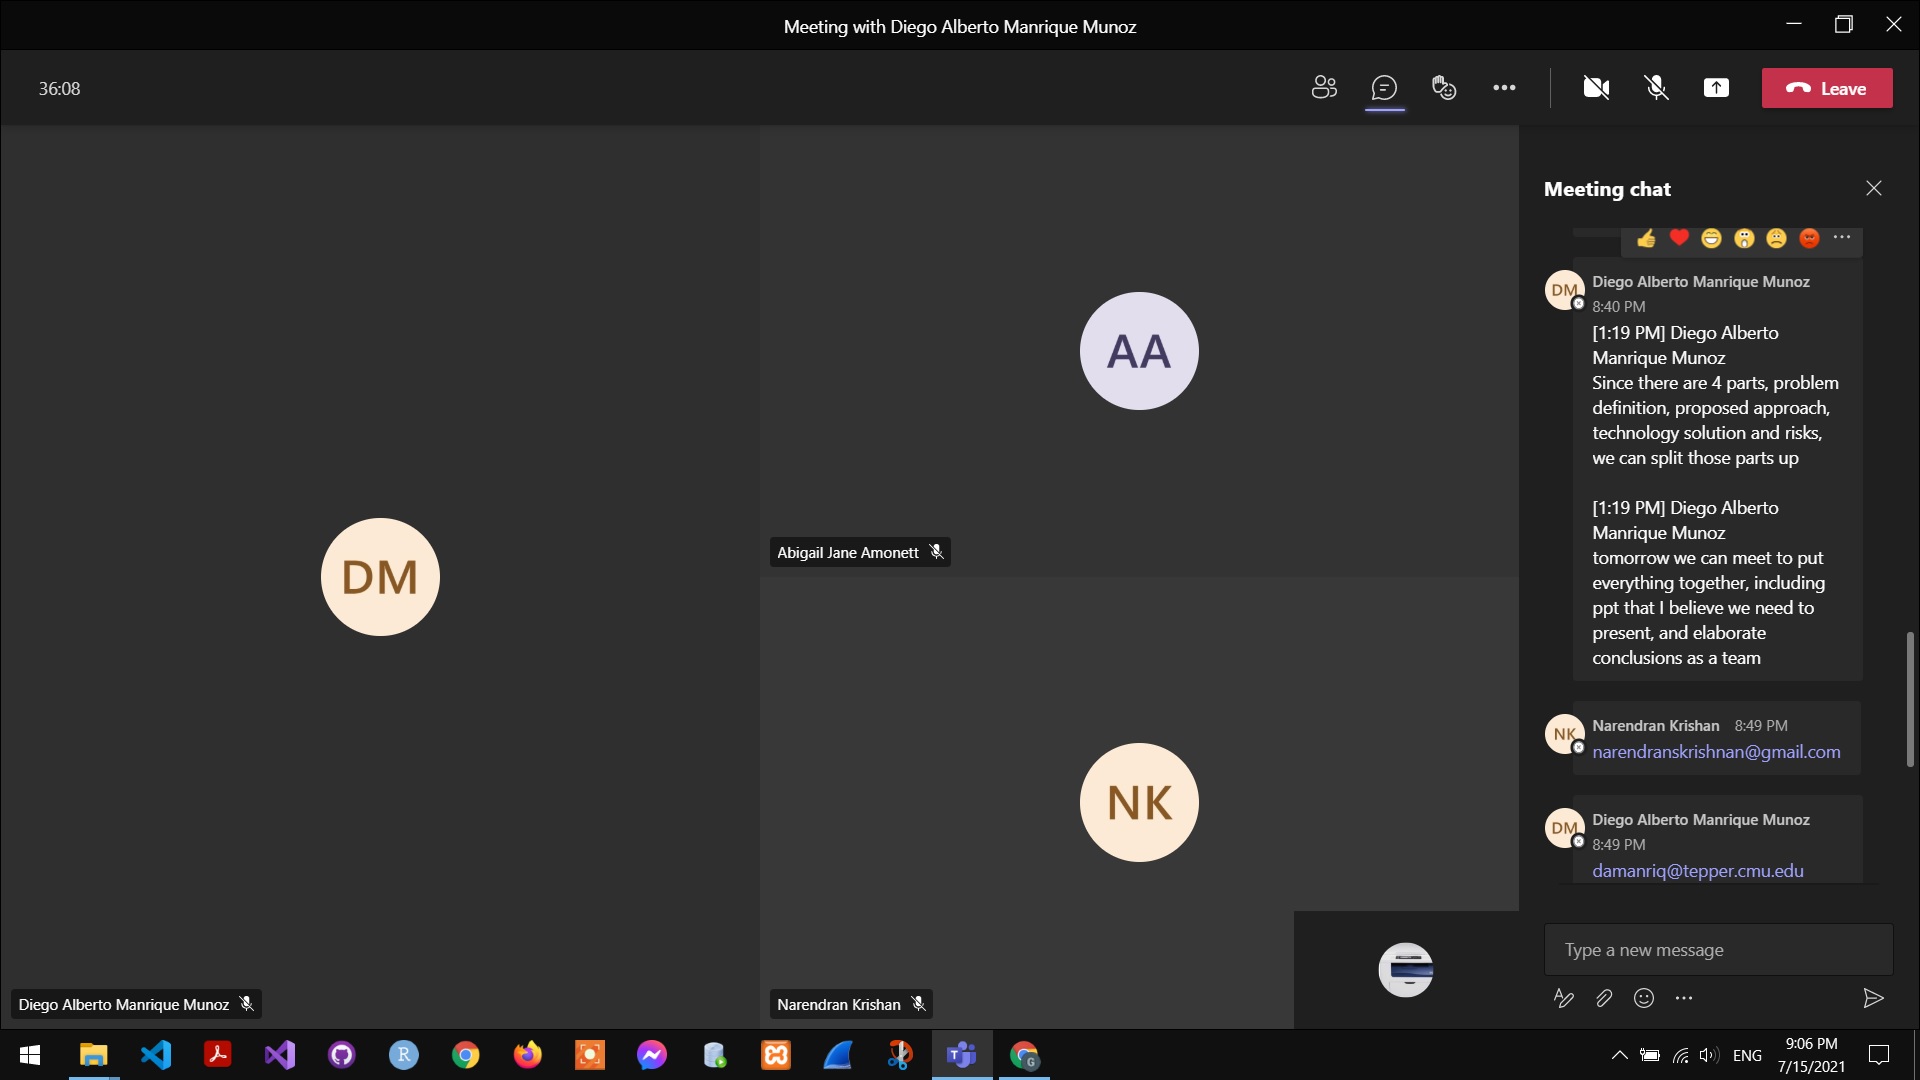 Meeting with Diego Alberto Manrique Munoz
36:08
Leave
DM
Diego Alberto Manrique Munoz
AA
Abigail Jane Amonett
NK
Narendran Krishan
Meeting chat
DM
Diego Alberto Manrique Munoz
8:40 PM
[1:19 PM] Diego Alberto
Manrique Munoz
Since there are 4 parts, problem
definition, proposed approach,
technology solution and risks,
we can split those parts up
[1:19 PM] Diego Alberto
Manrique Munoz
tomorrow we can meet to put
everything together, including
ppt that I believe we need to
present, and elaborate
conclusions as a team
NK
Narendran Krishan 8:49 PM
narendranskrishnan@gmail.com
DM
Diego Alberto Manrique Munoz
8:49 PM
damanriq@tepper.cmu.edu
Type a new message
R
T
G
ENG
9:06 PM
7/15/2021